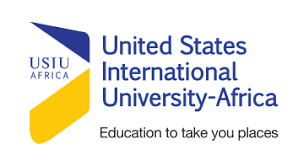 USIU
AFRICA
United States
International
University-Africa
Education to take you places